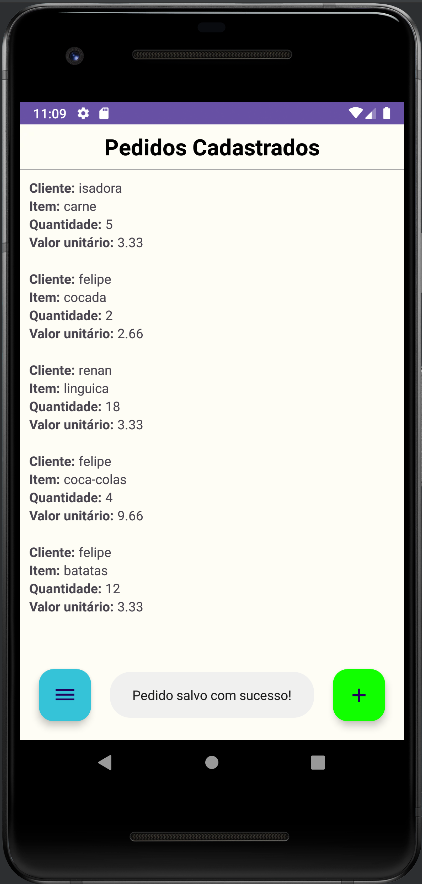 11:09
Pedidos Cadastrados
Cliente: isadora
Item: carne
Quantidade: 5
Valor unitário: 3.33
Cliente: felipe
Item: cocada
Quantidade: 2
Valor unitário: 2.66
Cliente: renan
Item: linguica
Quantidade: 18
Valor unitário: 3.33
Cliente: felipe
Item: coca-colas
Quantidade: 4
Valor unitário: 9.66
Cliente: felipe
Item: batatas
Quantidade: 12
Valor unitário: 3.33
Pedido salvo com sucesso!